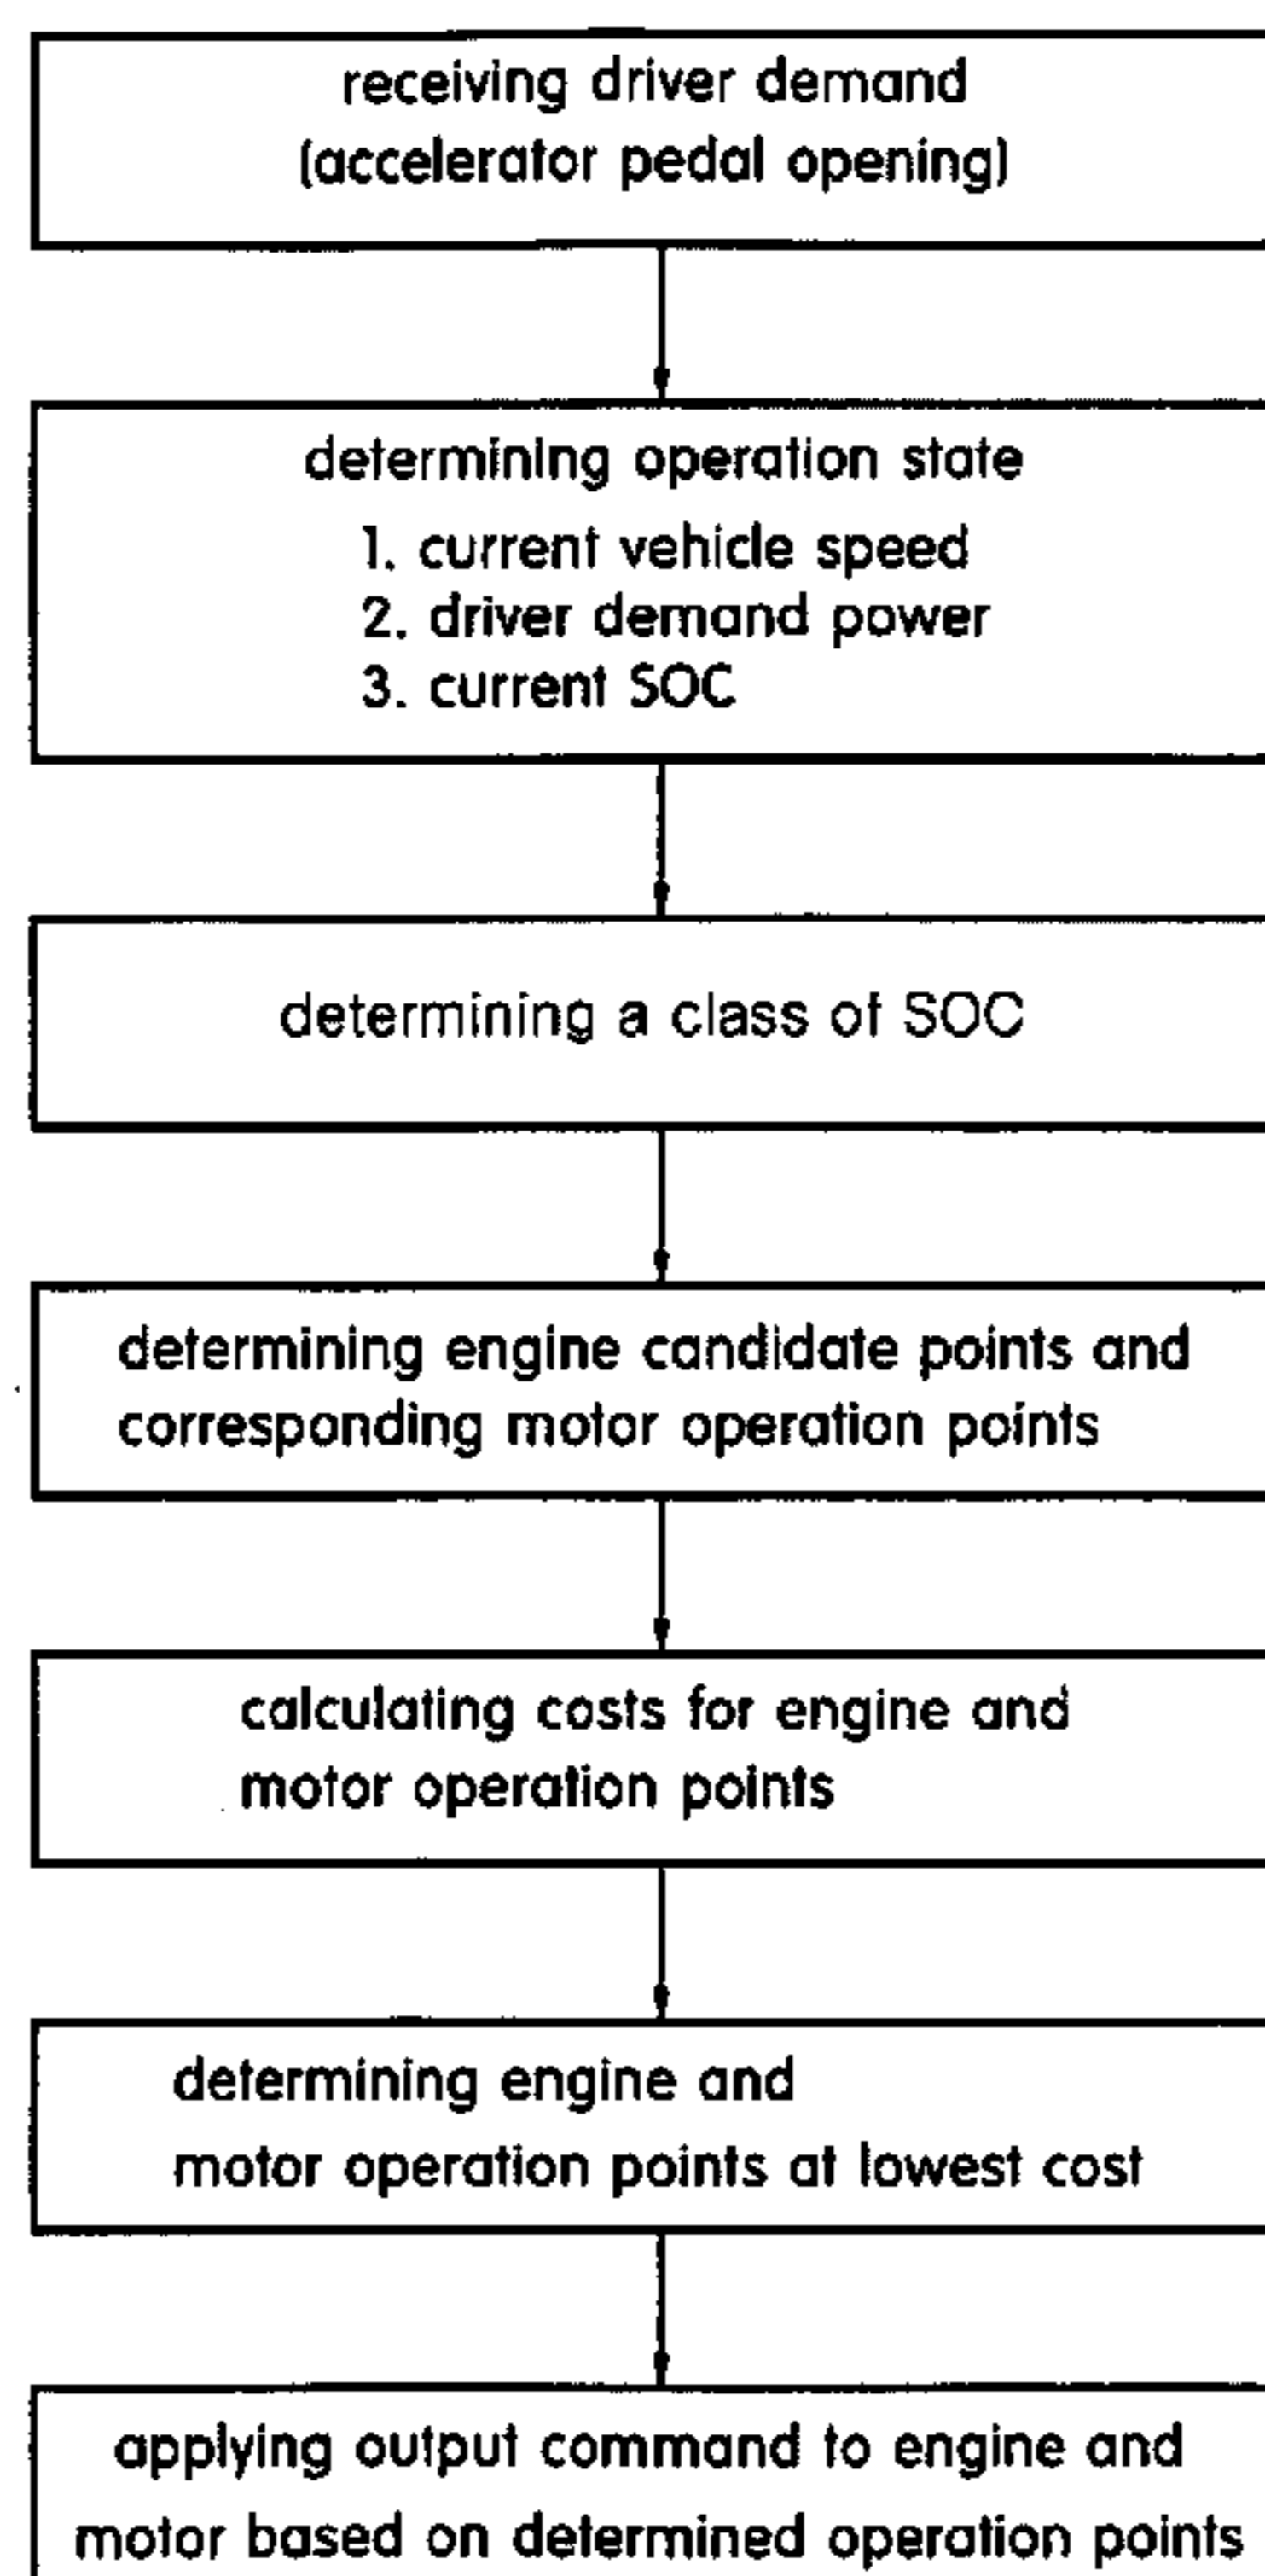 receiving driver demand
(accelerator pedal opening)
determining operation state
1. current vehicle speed
2. driver demand power
3. current SOC
determining a class of SOC
determining engine candidate points and
corresponding motor operation points
calculating costs for engine and
motor operation points
determining engine and
motor operation points at lowest cost
applying output command to engine and
motor based on determined operation points